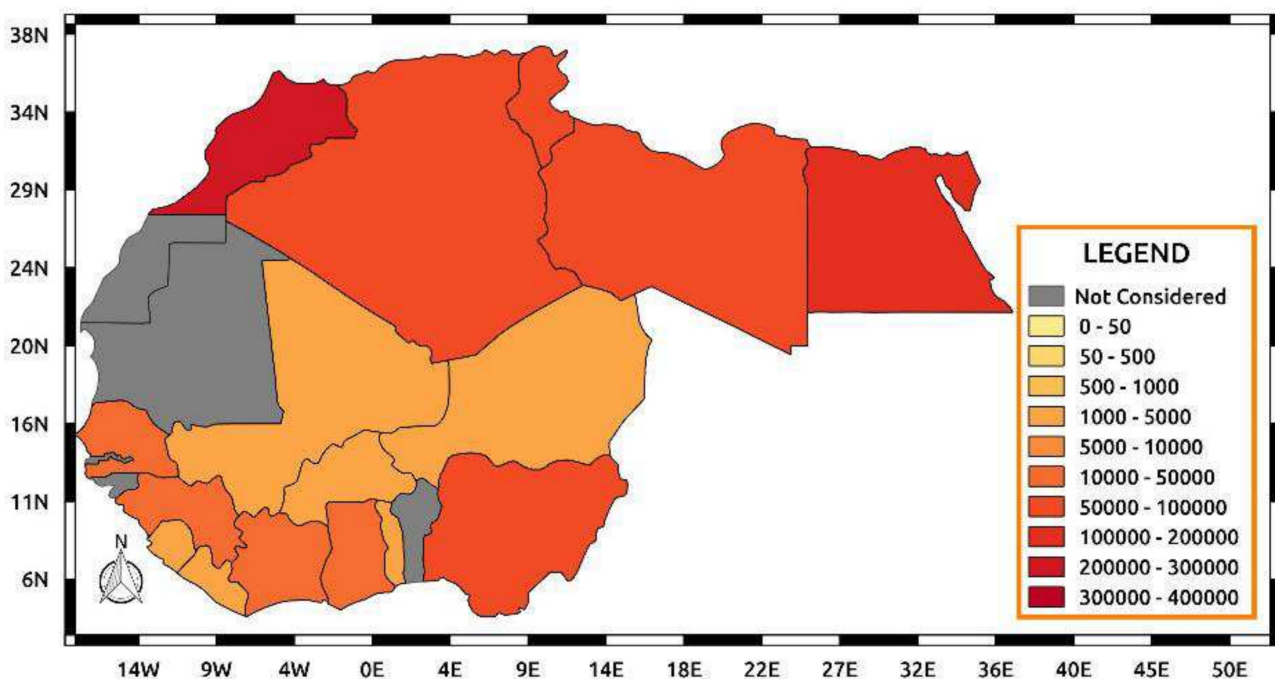 38N
34N
29N
24N
20N
16N
11N
6N
N
14W 9W 4W 0E 4E 9E 14E 18E 22E 27E 32E 36E 40E 45E 50E
LEGEND
Not Considered
0 - 50
50 - 500
500 - 1000
1000 - 5000
5000 - 10000
10000 - 50000
50000 - 100000
100000 - 200000
200000 - 300000
300000 - 400000